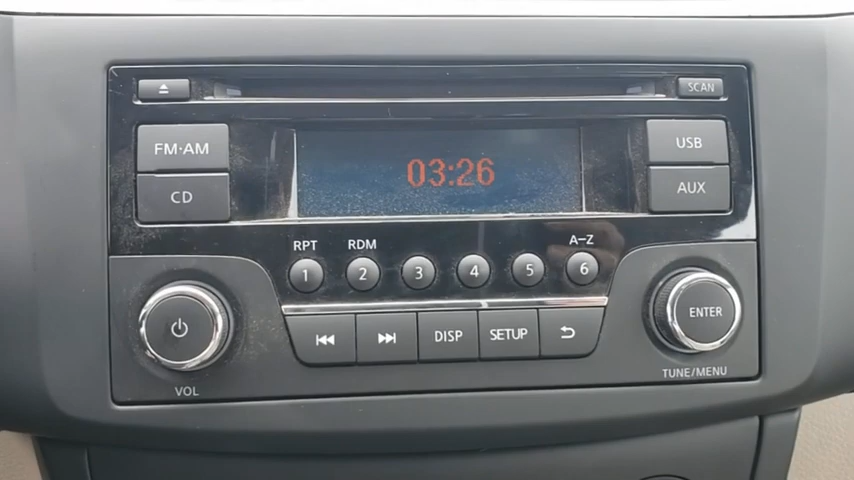 SCAN
FM·AM
USB
03:26
CD
AUX
RPT
RDM
A–Z
1
2
3
4
5
6
ENTER
DISP
SETUP
VOL
TUNE/MENU